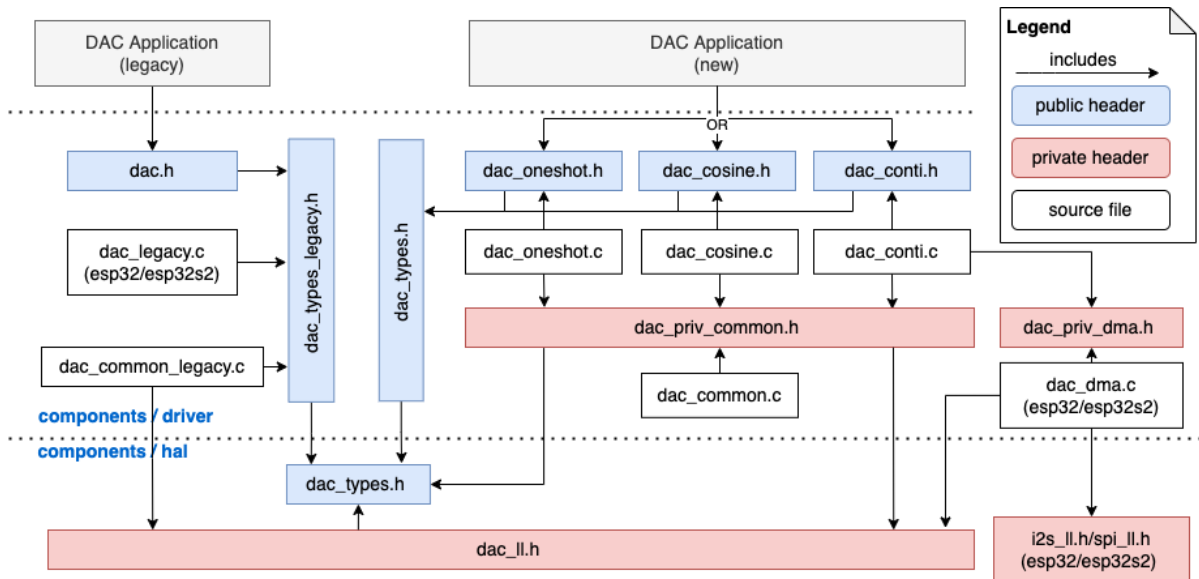 DAC Application
(legacy)
DAC Application
(new)
Legend
includes
public header
private header
source file
OR
dac.h
dac_types_legacy.h
dac_types.h
dac_oneshot.h
dac_cosine.h
dac_conti.h
dac_legacy.c
(esp32/esp32s2)
dac_oneshot.c
dac_cosine.c
dac_conti.c
dac_priv_common.h
dac_priv_dma.h
dac_common_legacy.c
dac_common.c
dac_dma.c
(esp32/esp32s2)
components / driver
components / hal
dac_types.h
dac_ll.h
i2s_ll.h/spi_ll.h
(esp32/esp32s2)